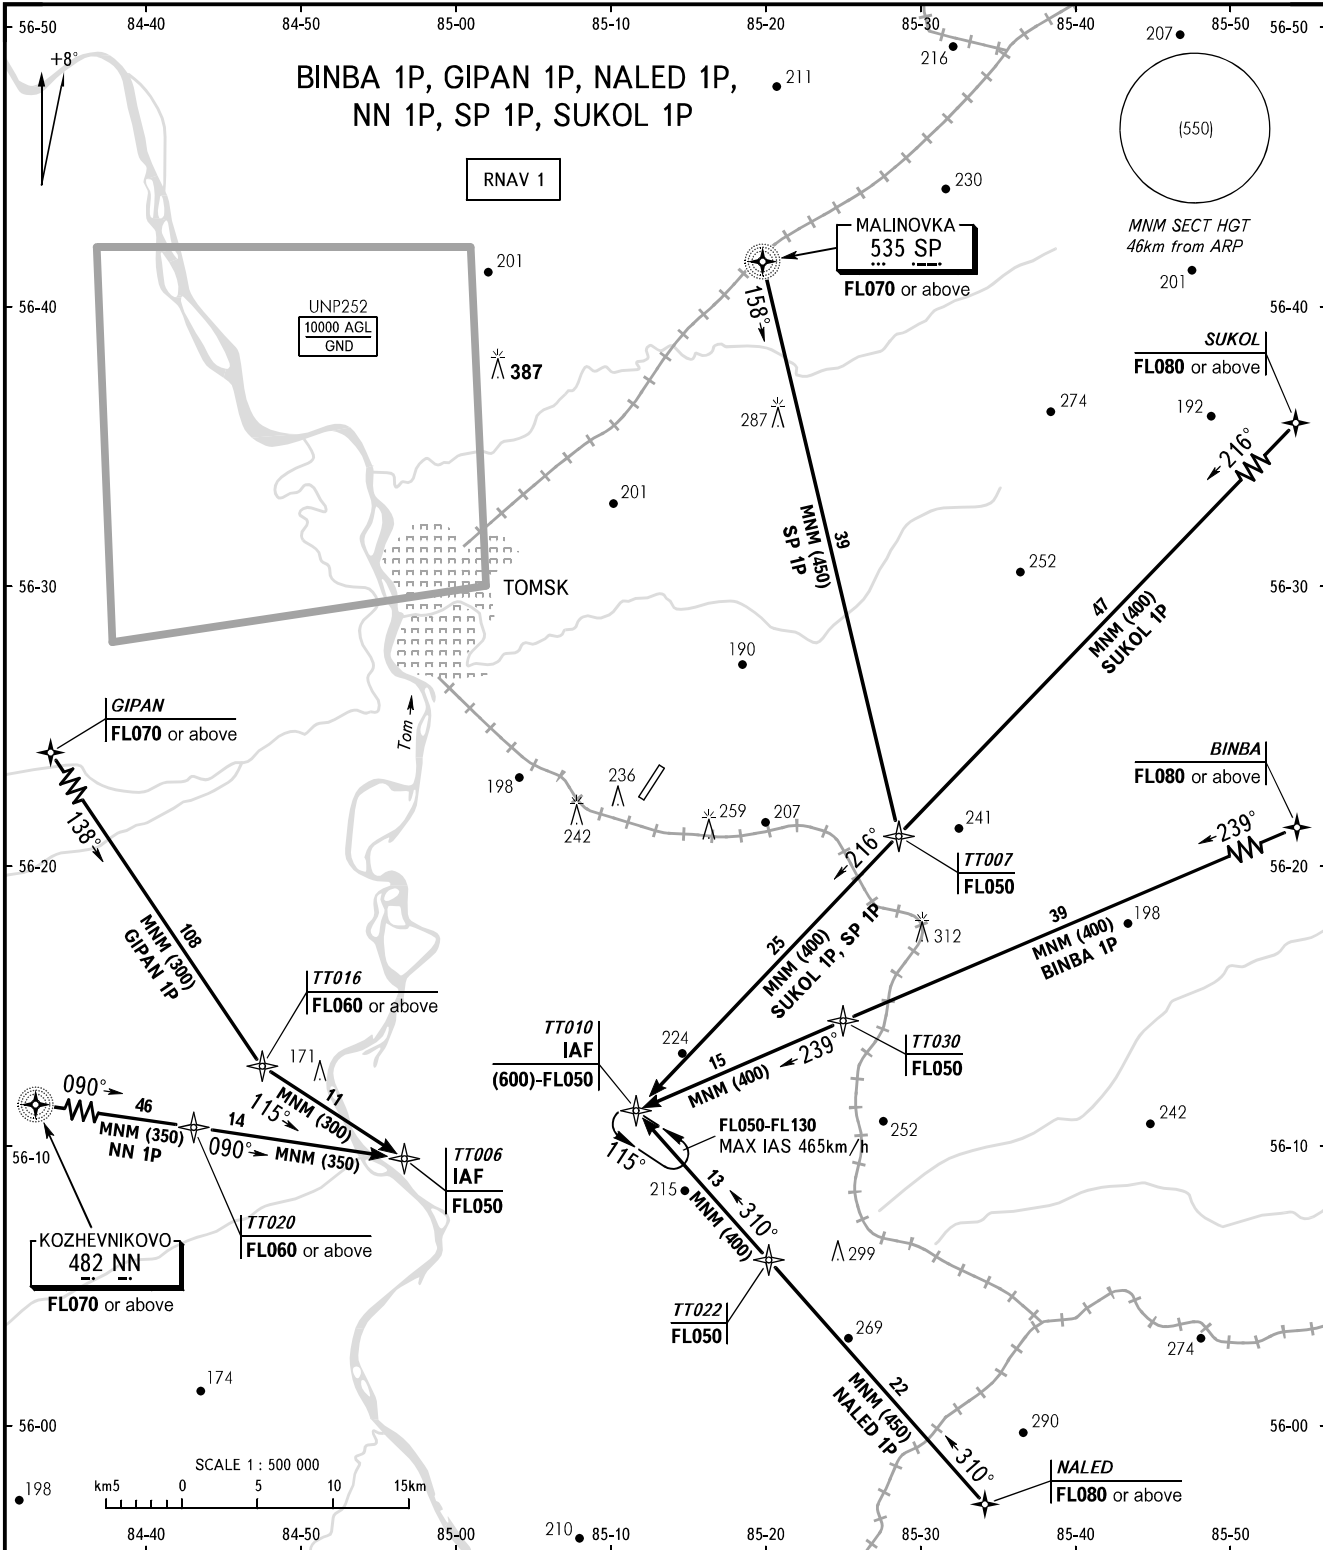 84-40
84-50
85-00
85-10
85-20
85-30
85-40
85-50
56-50
56-50
+8°
BINBA 1P, GIPAN 1P, NALED 1P,
NN 1P, SP 1P, SUKOL 1P
RNAV 1
207
216
211
(550)
230
MNM SECT HGT
46km from ARP
MALINOVKA
535 SP
FL070 or above
201
201
56-40
56-40
UNP252
10000 AGL
GND
158°
SUKOL
FL080 or above
387
287
274
192
216°
201
39
MNM (450)
SP 1P
252
56-30
56-30
TOMSK
47
MNM (400)
SUKOL 1P
190
GIPAN
FL070 or above
Tom
BINBA
FL080 or above
198
236
242
259
207
241
239°
138°
216°
TT007
FL050
56-20
56-20
108
MNM (300)
GIPAN 1P
25
MNM (400)
SUKOL 1P, SP 1P
312
39
MNM (400)
BINBA 1P
198
TT016
FL060 or above
TT010
IAF
(600)-FL050
224
15
MNM (400)
239°
TT030
FL050
171
090°
46
MNM (350)
NN 1P
14
090°
MNM (350)
11
MNM (300)
115°
FL050-FL130
MAX IAS 465km/h
115°
252
242
56-10
56-10
TT006
IAF
FL050
215
13
MNM (400)
310°
TT020
FL060 or above
KOZHEVNIKOVO
482 NN
FL070 or above
299
TT022
FL050
269
274
174
22
MNM (450)
NALED 1P
290
56-00
56-00
310°
NALED
FL080 or above
SCALE 1 : 500 000
km5
0
5
10
15km
198
210
84-40
84-50
85-00
85-10
85-20
85-30
85-40
85-50